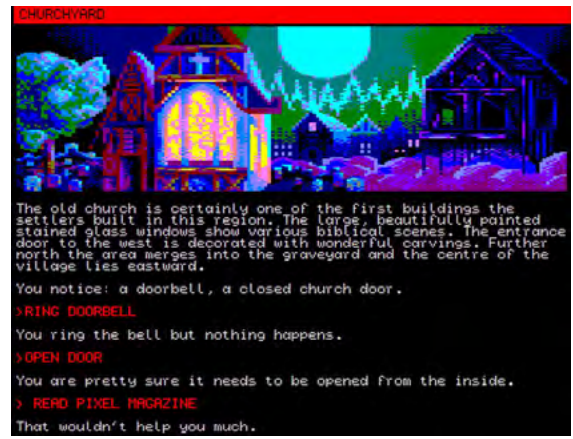 CHURCHYARD
The old church is certainly one of the first buildings the
settlers built in this region. The large, beautifully painted
stained glass windows show various biblical scenes. The entrance
door to the west is decorated with wonderful carvings. Further
north the area merges into the graveyard and the centre of the
village lies eastward.
You notice: a doorbell, a closed church door.
>RING DOORBELL
You ring the bell but nothing happens.
>OPEN DOOR
You are pretty sure it needs to be opened from the inside.
> READ PIXEL MAGAZINE
That wouldn't help you much.